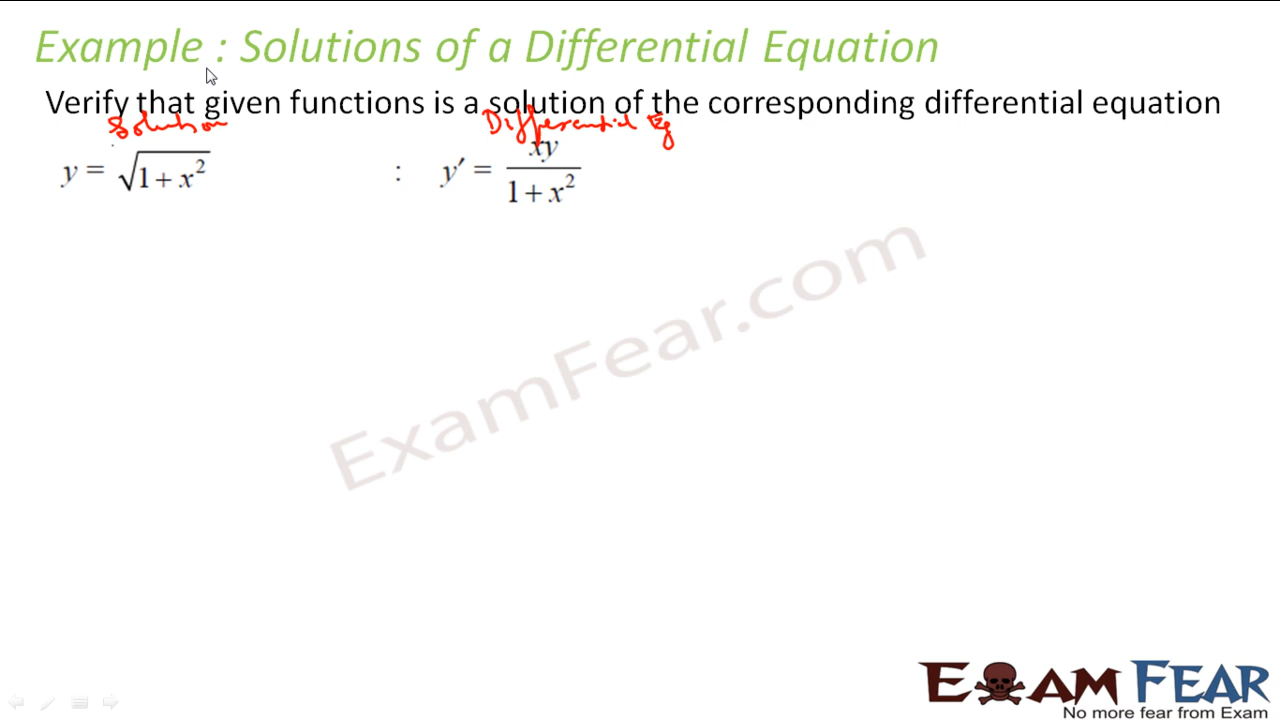 Example : Solutions of a Differential Equation
Verify that given functions is a solution of the corresponding differential equation
Solution Differential Eq
y = √(1 + x²) : y′ = xy / (1 + x²)
ExamFear.com
EXAM FEAR
No more fear from Exam